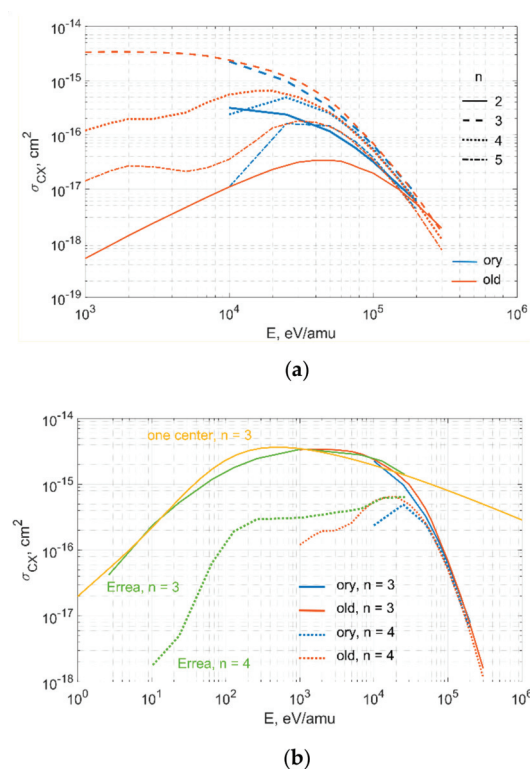 (a)
10^-14
10^-15
10^-16
10^-17
10^-18
10^-19
σCX, cm²
n
2
3
4
5
ory
old
10^3
10^4
10^5
10^6
E, eV/amu
(a)
10^-14
10^-15
10^-16
10^-17
10^-18
σCX, cm²
one center, n = 3
Errea, n = 3
Errea, n = 4
ory, n = 3
old, n = 3
ory, n = 4
old, n = 4
10^0
10^1
10^2
10^3
10^4
10^5
10^6
E, eV/amu
(b)